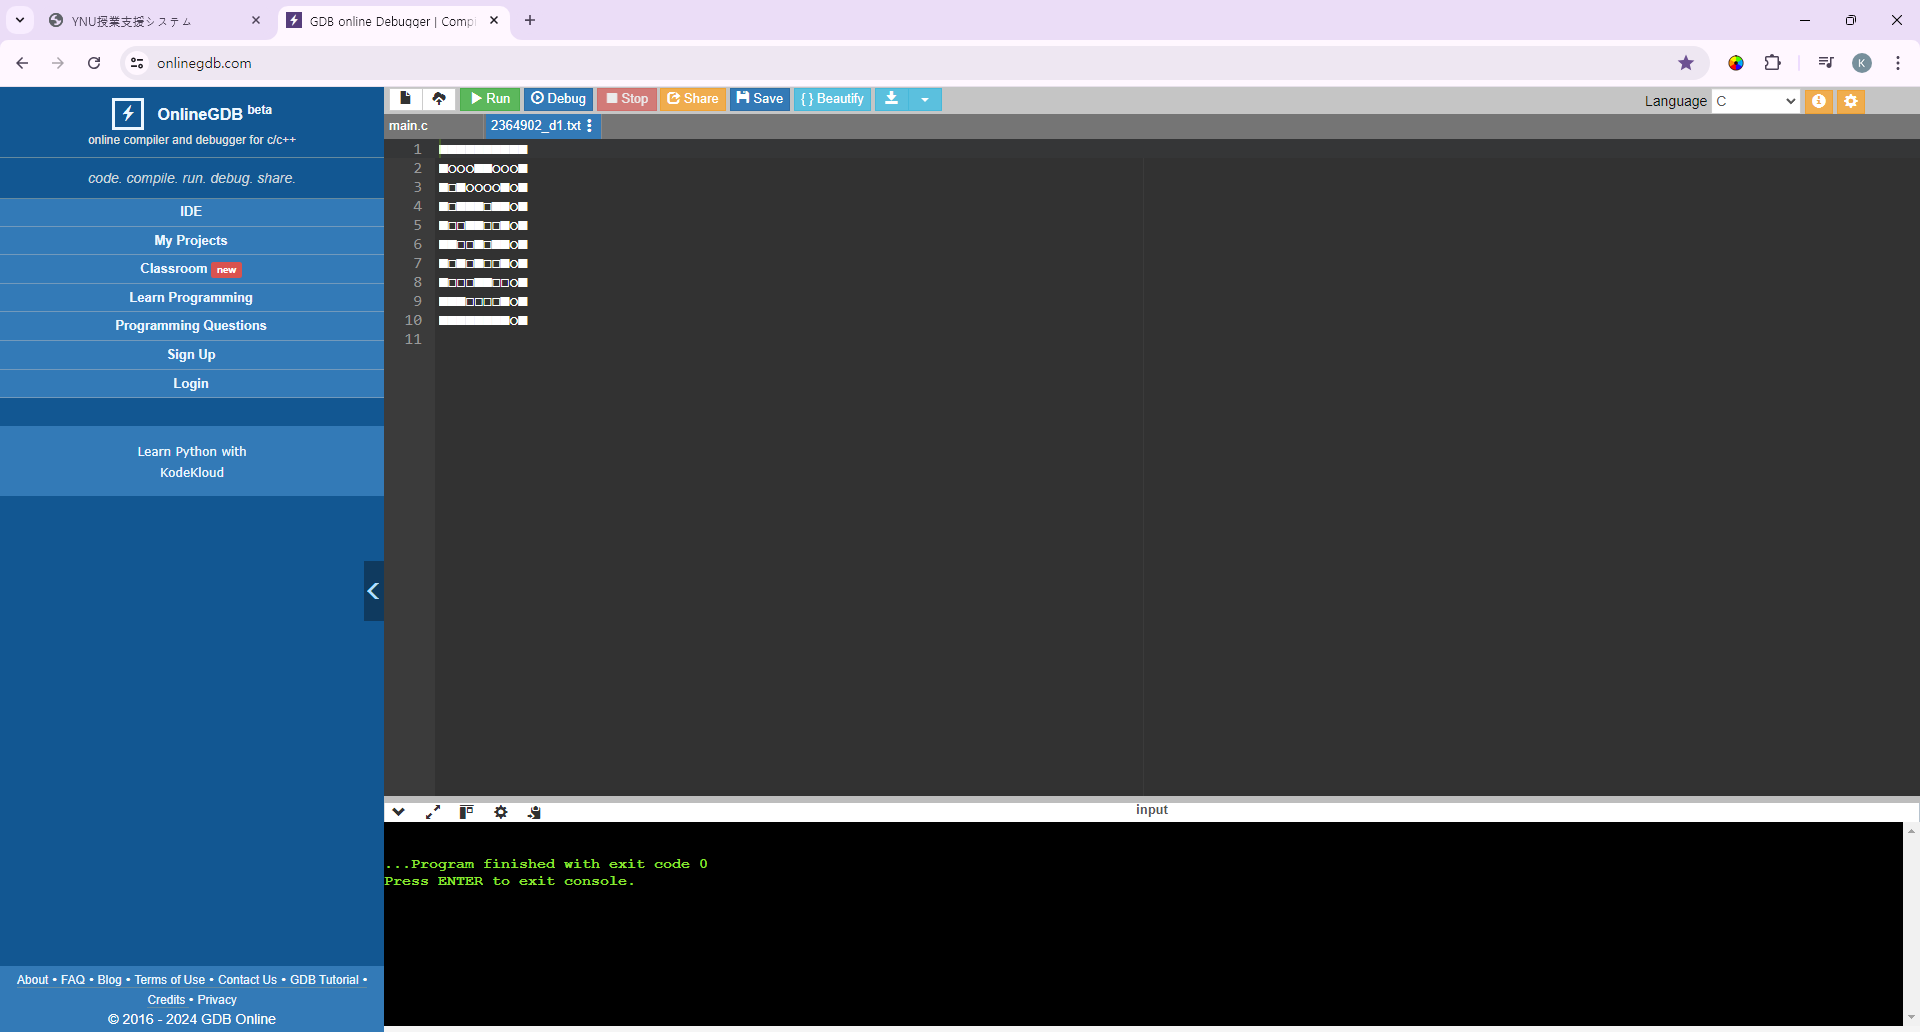 YNU授業支援システム
GDB online Debugger | Compi
onlinegdb.com
K
OnlineGDB beta
online compiler and debugger for c/c++
code. compile. run. debug. share.
IDE
My Projects
Classroom new
Learn Programming
Programming Questions
Sign Up
Login
Learn Python with
KodeKloud
About • FAQ • Blog • Terms of Use • Contact Us • GDB Tutorial •
Credits • Privacy
© 2016 - 2024 GDB Online
Run Debug Stop Share Save { } Beautify
Language C
main.c 2364902_d1.txt
1 ■■■■■■■■■■
2 ■○○○■■○○○■
3 ■□■○○○○■○■
4 ■□■■■□■■○■
5 ■□□■■□□■○■
6 ■■□□■□■■○■
7 ■□■□■□□■○■
8 ■□□□■■□□○■
9 ■■■□□□□■○■
10 ■■■■■■■■○■
11
input
...Program finished with exit code 0
Press ENTER to exit console.